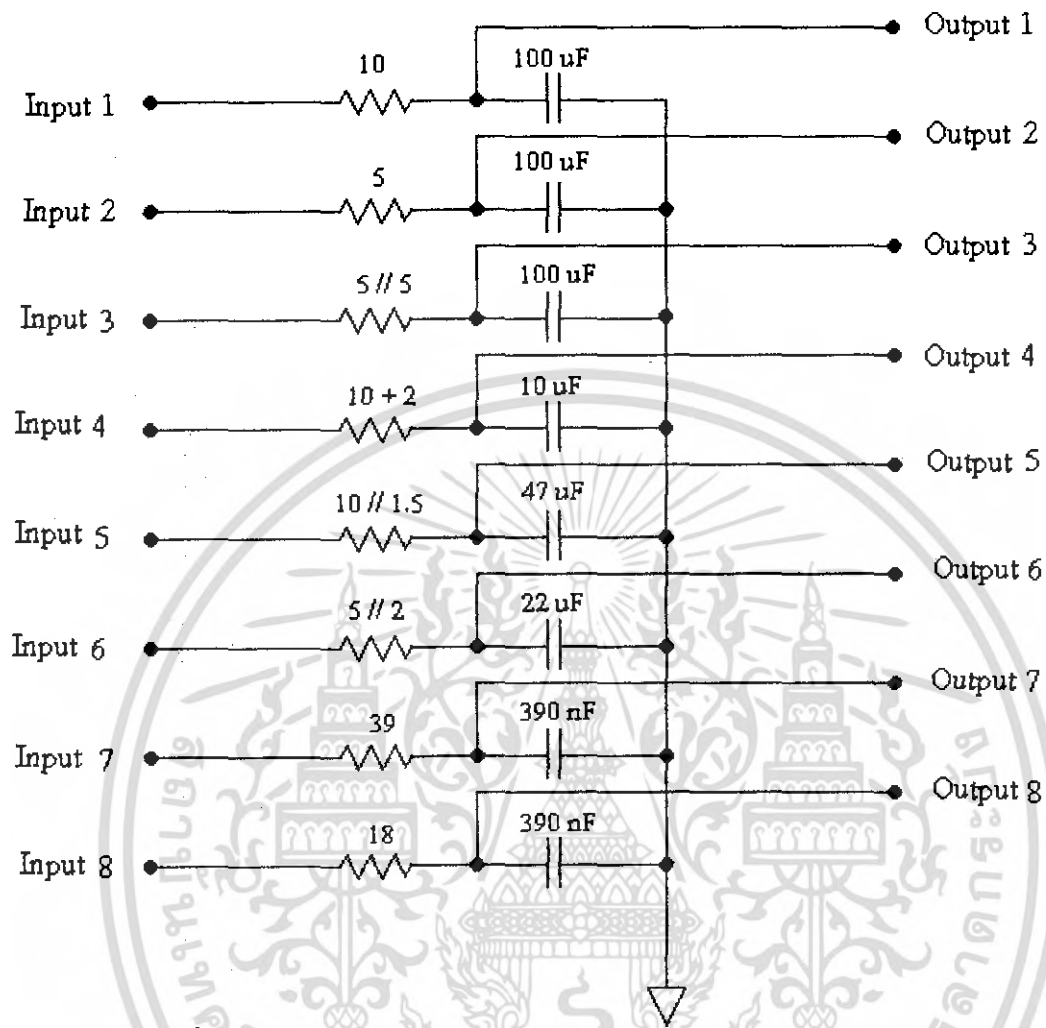 Output 1
10
100 uF
Input 1
Output 2
5
100 uF
Input 2
Output 3
5 // 5
100 uF
Input 3
Output 4
10 + 2
10 uF
Input 4
Output 5
10 // 1.5
47 uF
Input 5
Output 6
5 // 2
22 uF
Input 6
Output 7
39
390 nF
Input 7
Output 8
18
390 nF
Input 8